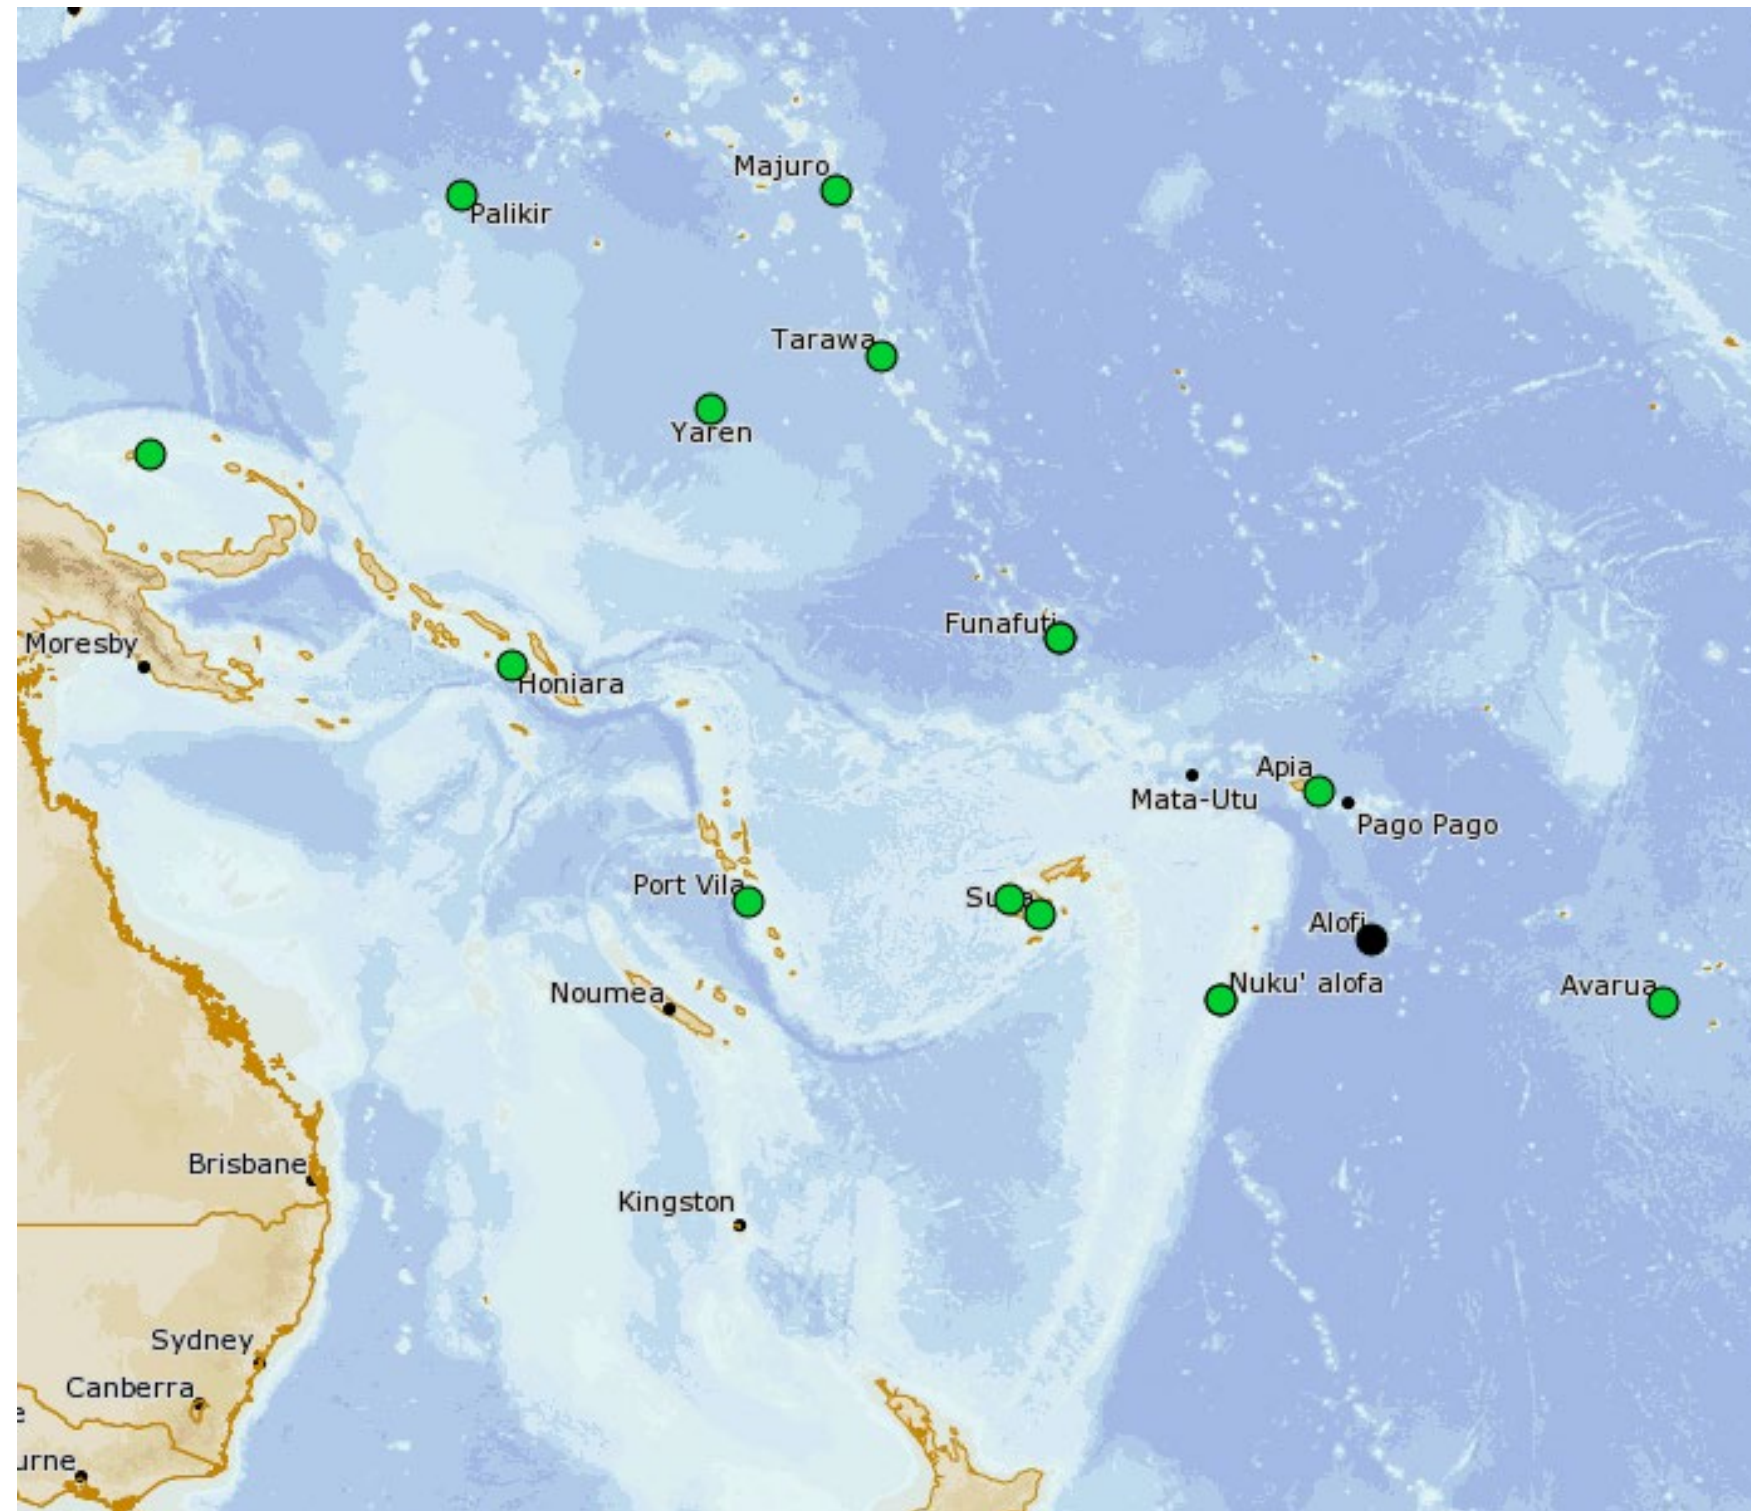 Majuro
Palikir
Tarawa
Yaren
Funafuti
Moresby
Honiara
Apia
Mata-Utu
Pago Pago
Port Vila
Alofi
Nuku' alofa
Avarua
Noumea
Brisbane
Kingston
Sydney
Canberra
e
urne